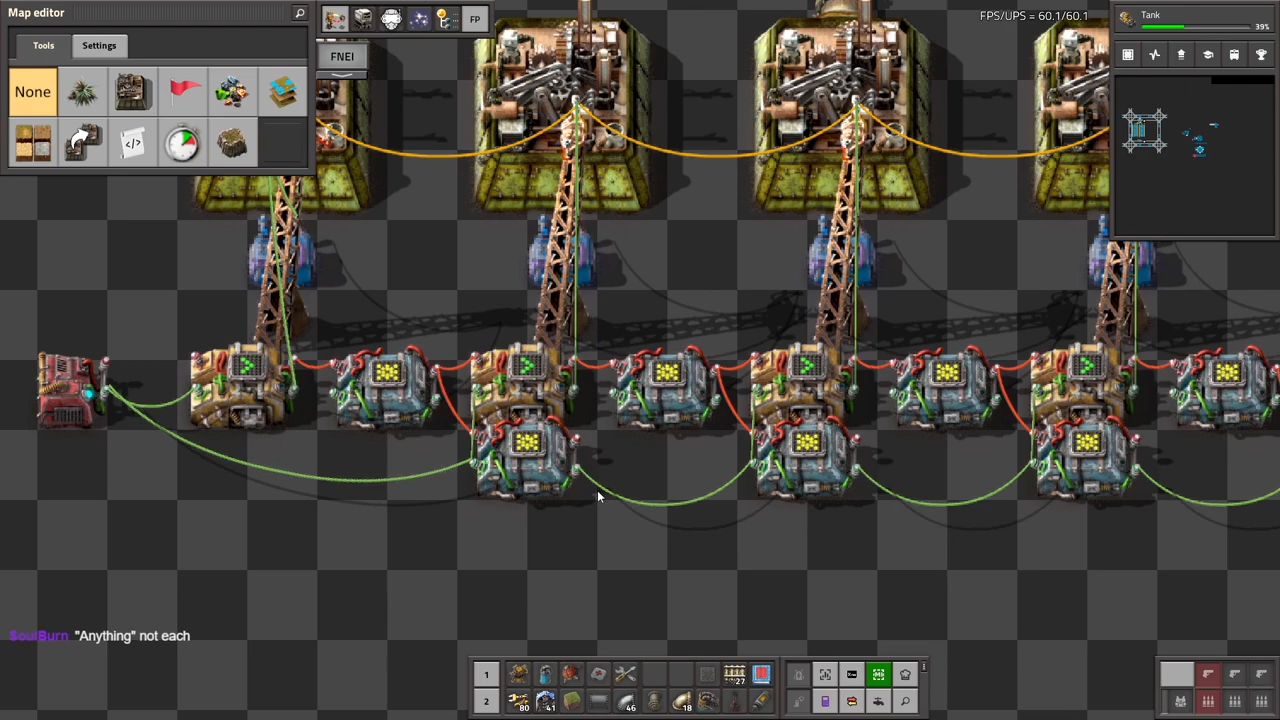 Map editor
FP
FPS/UPS = 60.1/60.1
Tank
39%
Tools
Settings
FNEI
None
</>
SoulBurn "Anything" not each
1
27
2
80
41
46
18